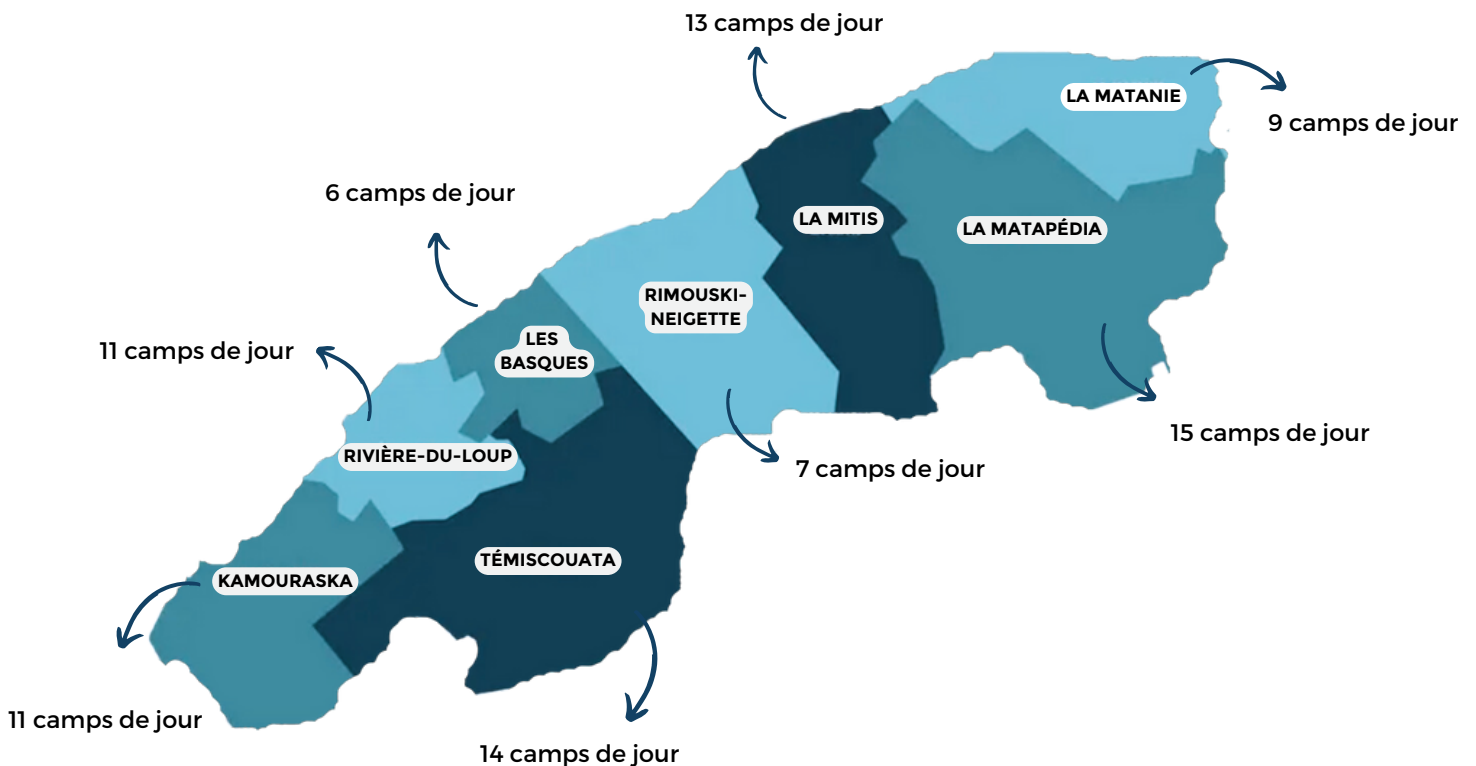 13 camps de jour
LA MATANIE
9 camps de jour
6 camps de jour
LA MITIS
LA MATAPÉDIA
RIMOUSKI-
NEIGETTE
LES
BASQUES
11 camps de jour
15 camps de jour
RIVIÈRE-DU-LOUP
7 camps de jour
TÉMISCOUATA
KAMOURASKA
11 camps de jour
14 camps de jour